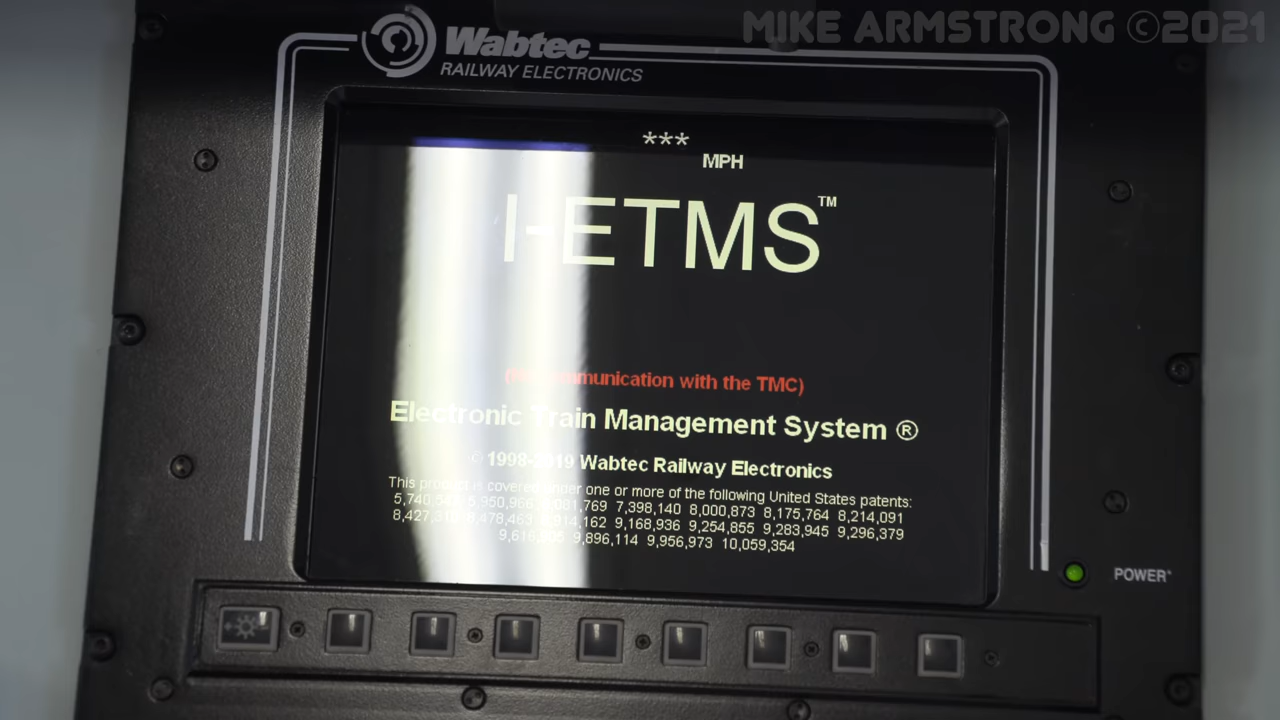 MIKE ARMSTRONG ©2021
Wabtec
RAILWAY ELECTRONICS
***
MPH
I-ETMS™
communication with the TMC)
Electronic Train Management System ®
© 1998-2019 Wabtec Railway Electronics
This product is covered under one or more of the following United States patents:
7,398,140 8,000,873 8,175,764 8,214,091
9,168,936 9,254,855 9,283,945 9,296,379
9,896,114 9,956,973 10,059,354
POWER